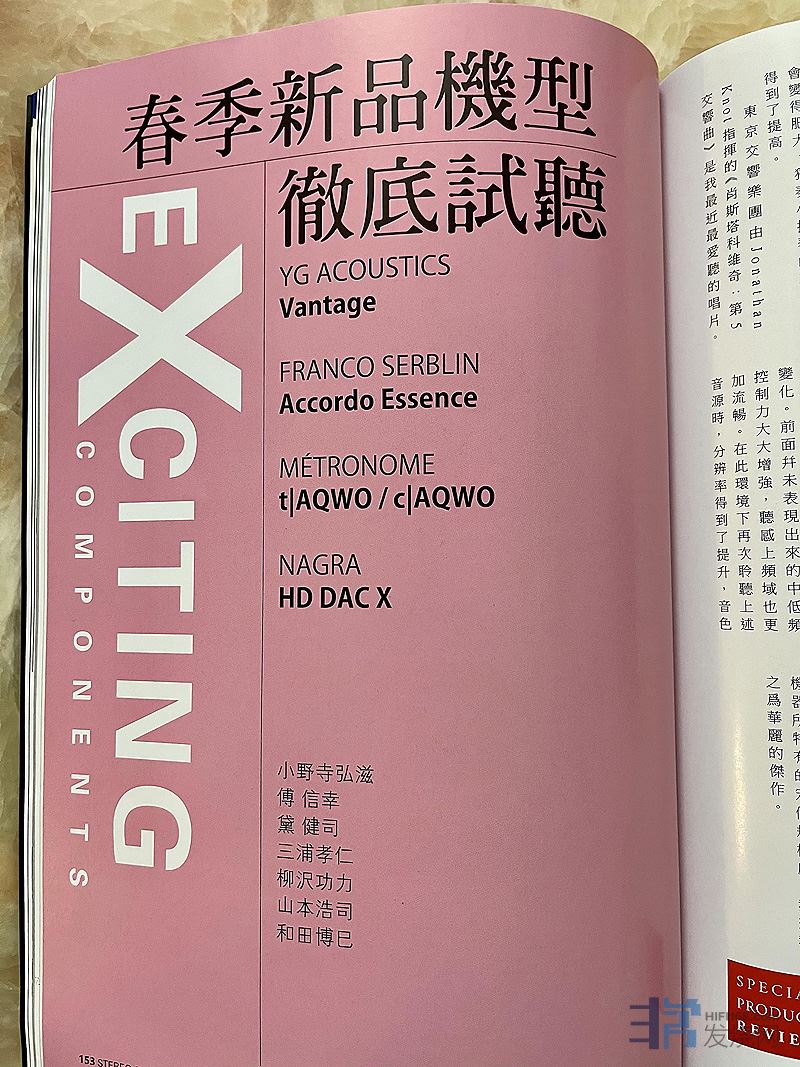 春季新品機型
徹底試聽
EXCITING
COMPONENTS
YG ACOUSTICS
Vantage
FRANCO SERBLIN
Accordo Essence
MÉTRONOME
t|AQWO / c|AQWO
NAGRA
HD DAC X
小野寺弘滋
傅 信幸
黛 健司
三浦孝仁
柳沢功力
山本浩司
和田博巳
153 STEREO
得到了提高。
東京交響樂團由Jonathan
Knot指揮的《肖斯塔科維奇：第5
交響曲》是我最近最愛聽的唱片。
變化。前面幷未表現出來的中低頻
控制力大大增強，聽感上頻域也更
加流暢。在此環境下再次聆聽上述
音源時，分辨率得到了提升，音色
之爲華麗的傑作。
SPECIA
PRODUC
REVIE
HIFI
发